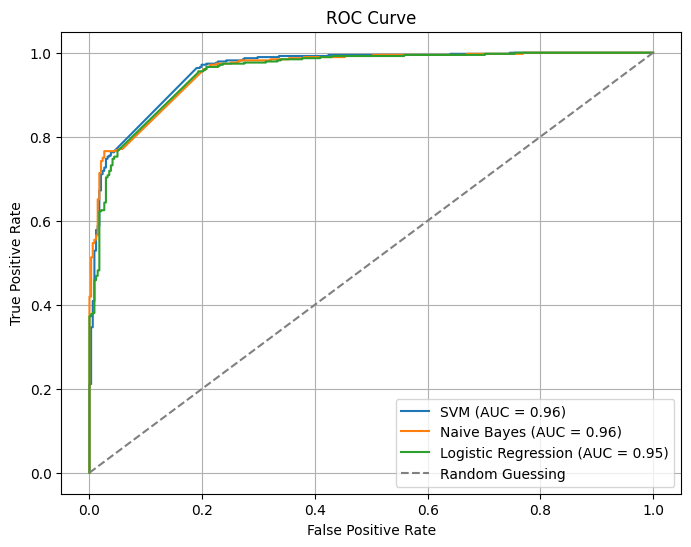 ROC Curve
True Positive Rate
1.0
0.8
0.6
0.4
0.2
0.0
SVM (AUC = 0.96)
Naive Bayes (AUC = 0.96)
Logistic Regression (AUC = 0.95)
Random Guessing
0.0 0.2 0.4 0.6 0.8 1.0
False Positive Rate